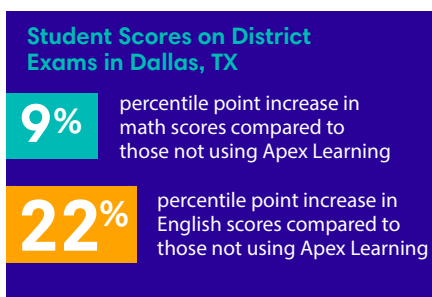 Student Scores on District
Exams in Dallas, TX
9%
percentile point increase in
math scores compared to
those not using Apex Learning
22%
percentile point increase in
English scores compared to
those not using Apex Learning